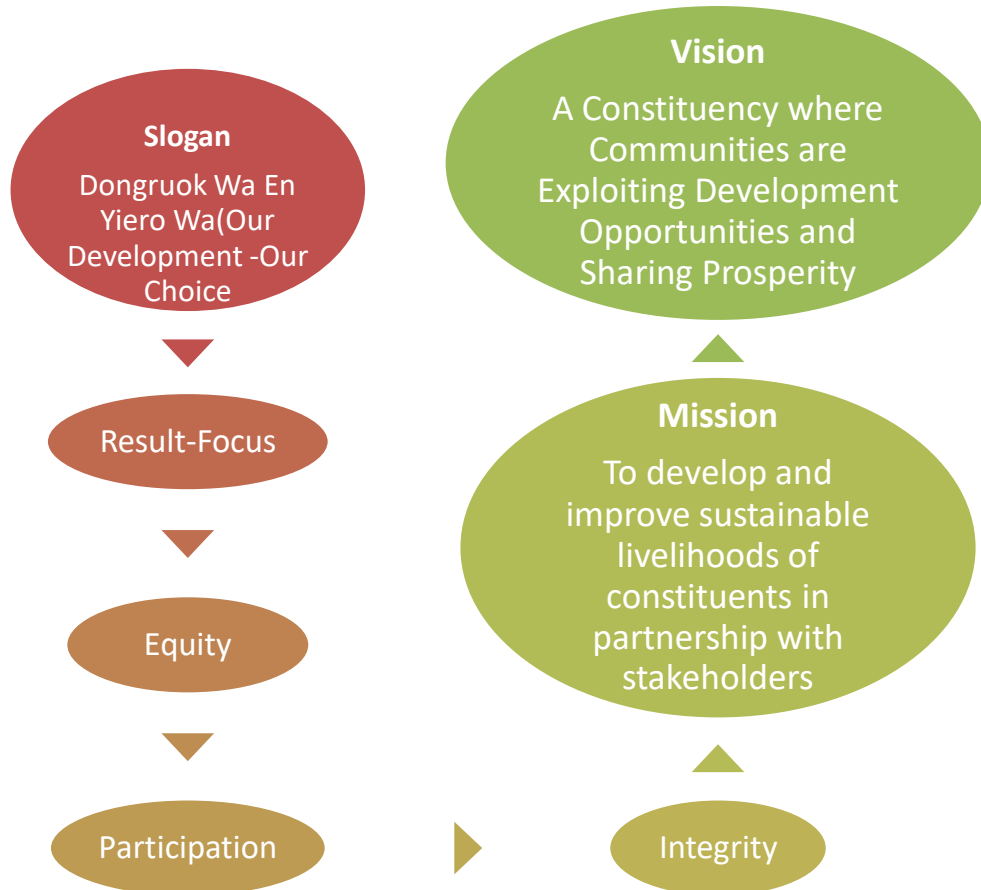 Slogan
Dongruok Wa En
Yiero Wa(Our
Development -Our
Choice
Result-Focus
Equity
Participation
Integrity
Mission
To develop and
improve sustainable
livelihoods of
constituents in
partnership with
stakeholders
Vision
A Constituency where
Communities are
Exploiting Development
Opportunities and
Sharing Prosperity